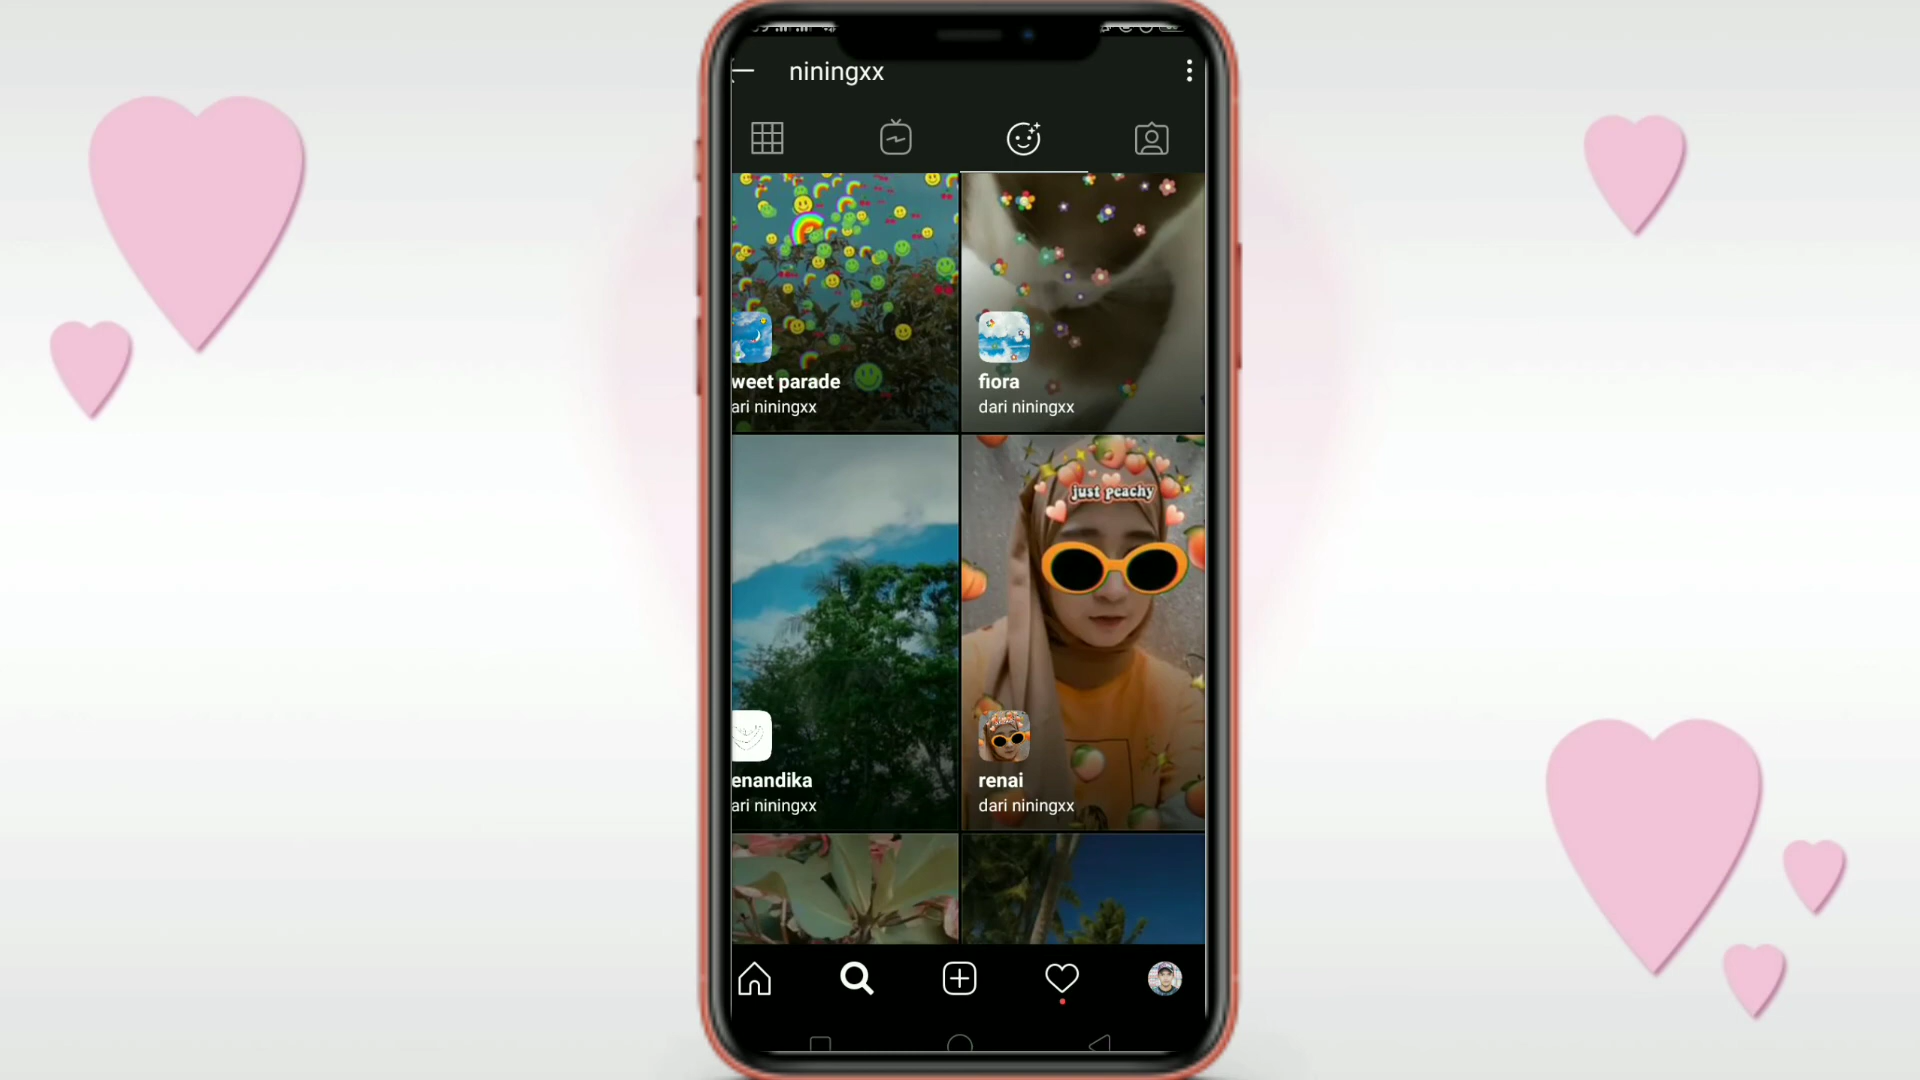 niningxx
weet parade
ari niningxx
fiora
dari niningxx
just peachy
enandika
ari niningxx
renai
dari niningxx